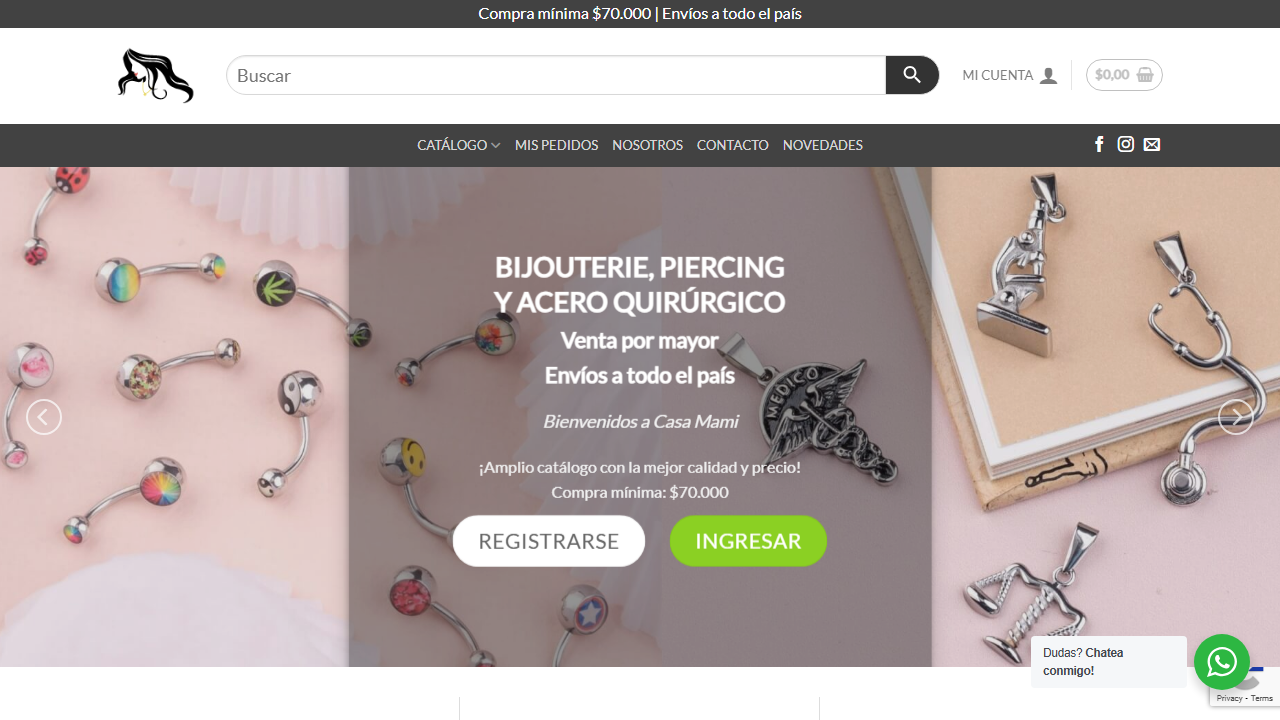 Compra mínima $70.000 | Envíos a todo el país
Buscar
MI CUENTA
$0,00
CATÁLOGO
MIS PEDIDOS
NOSOTROS
CONTACTO
NOVEDADES
BIJOUTERIE, PIERCING
Y ACERO QUIRÚRGICO
Venta por mayor
Envíos a todo el país
MEDICO
Bienvenidos a Casa Mami
¡Amplio catálogo con la mejor calidad y precio!
Compra mínima: $70.000
REGISTRARSE
INGRESAR
Dudas? Chatea
conmigo!
Privacy - Terms